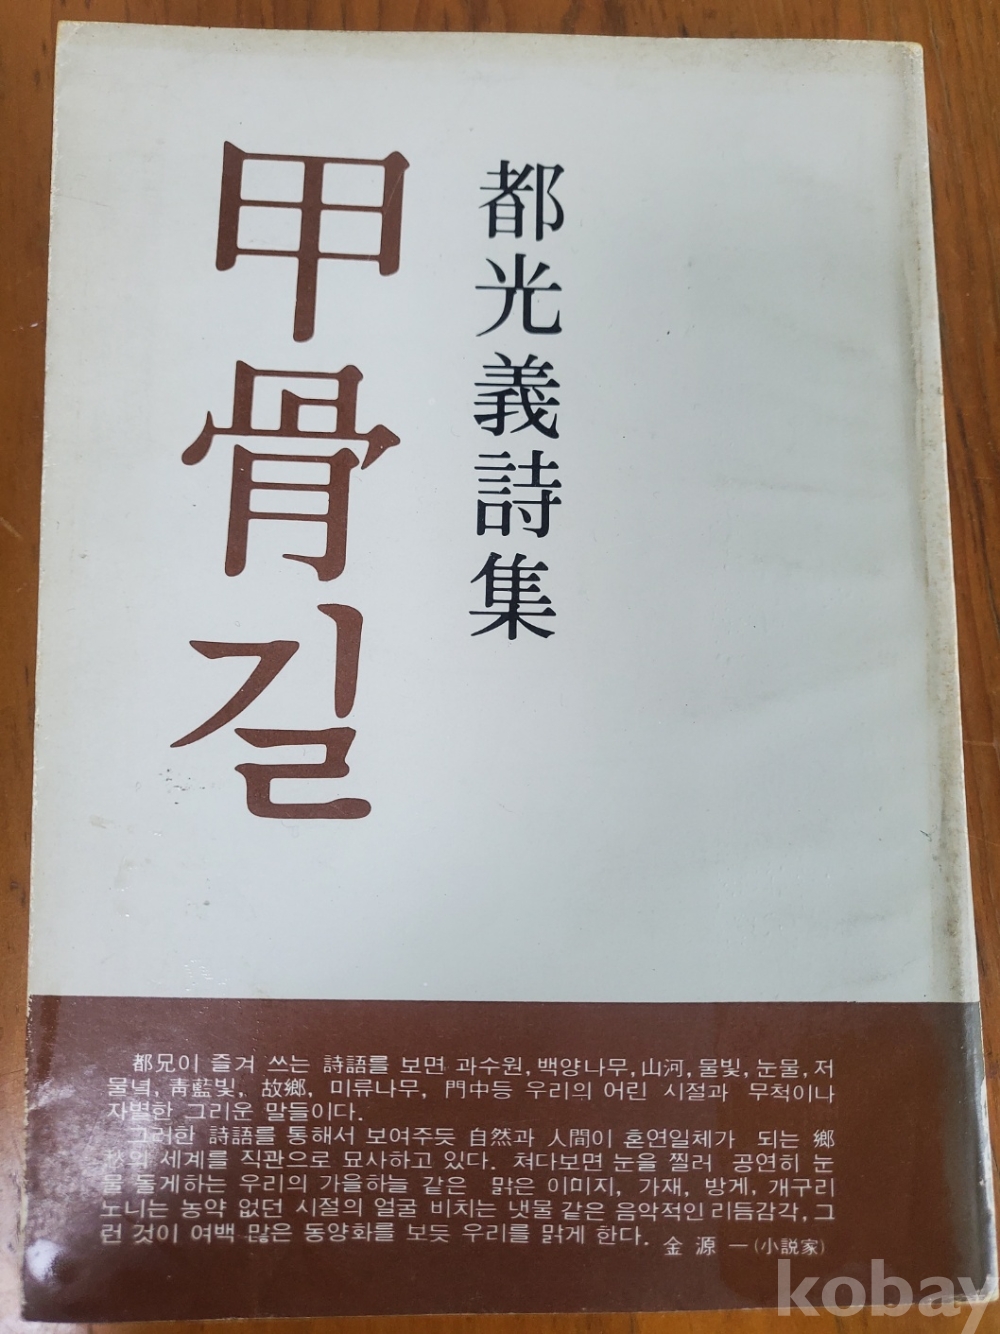 甲骨길
都光義詩集
都兄이 즐겨 쓰는 詩語를 보면 과수원, 백양나무, 山河, 물빛, 눈물, 저
물녘, 靑藍빛, 故鄕, 미류나무, 門中등 우리의 어린 시절과 무척이나
자별한 그리운 말들이다.
그러한 詩語를 통해서 보여주듯 自然과 人間이 혼연일체가 되는 鄕
愁의 세계를 직관으로 묘사하고 있다. 쳐다보면 눈을 찔러 공연히 눈
물 돌게하는 우리의 가을하늘 같은 맑은 이미지, 가재, 방게, 개구리
노니는 농약 없던 시절의 얼굴 비치는 냇물 같은 음악적인 리듬감각, 그
런 것이 여백 많은 동양화를 보듯 우리를 맑게 한다.
金源一 (小說家)
kobay